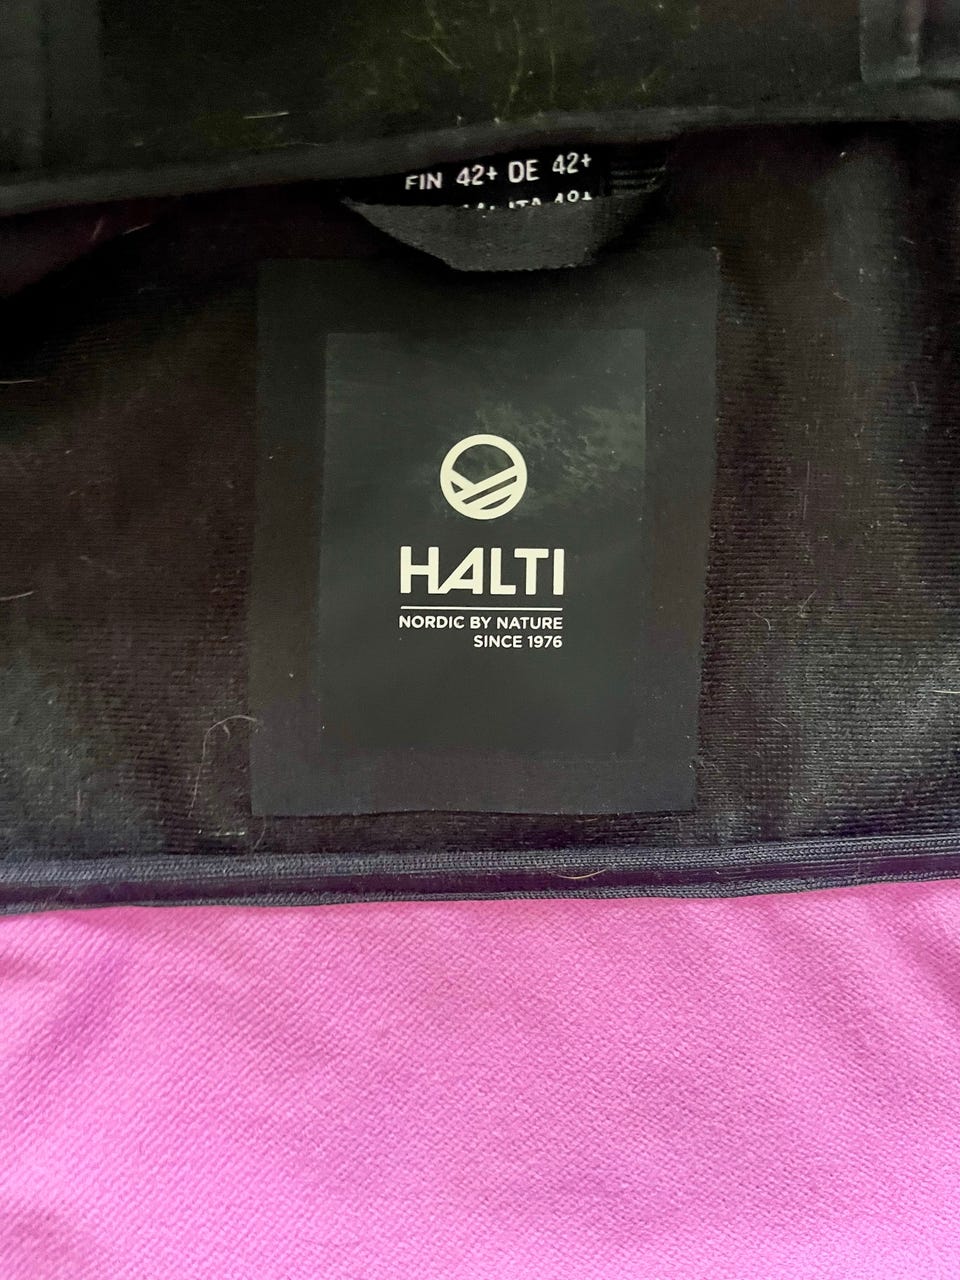 FIN 42+ DE 42+
HALTI
NORDIC BY NATURE
SINCE 1976